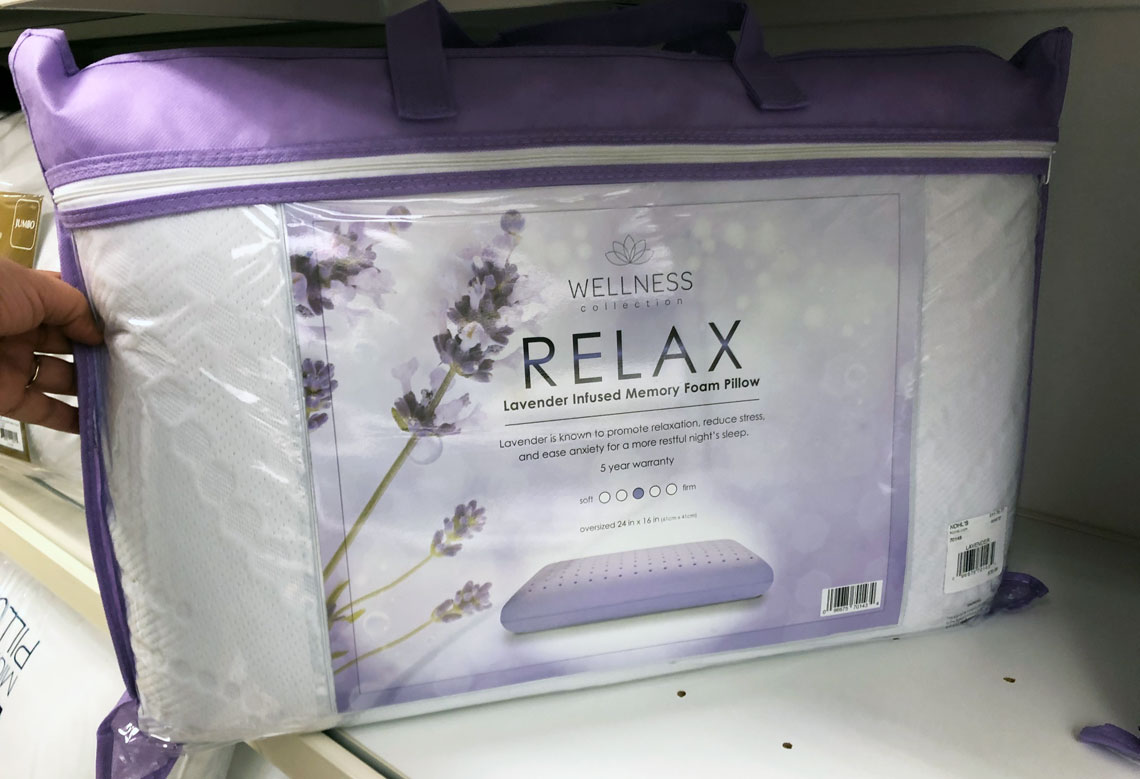 JUMBO
WELLNESS
collection
RELAX
Lavender Infused Memory Foam Pillow
Lavender is known to promote relaxation, reduce stress,
and ease anxiety for a more restful night's sleep.
5 year warranty
soft firm
oversized 24 in x 16 in
KOHL'S
LAVENDER